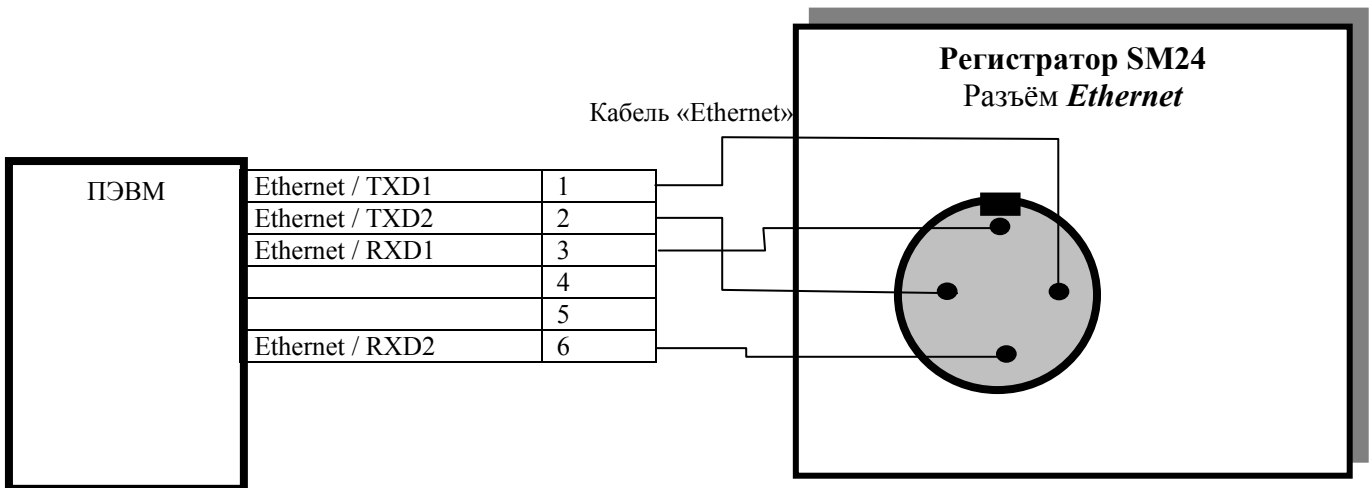 Регистратор SM24
Разъём Ethernet
Кабель «Ethernet»
ПЭВМ
Ethernet / TXD1 1
Ethernet / TXD2 2
Ethernet / RXD1 3
4
5
Ethernet / RXD2 6